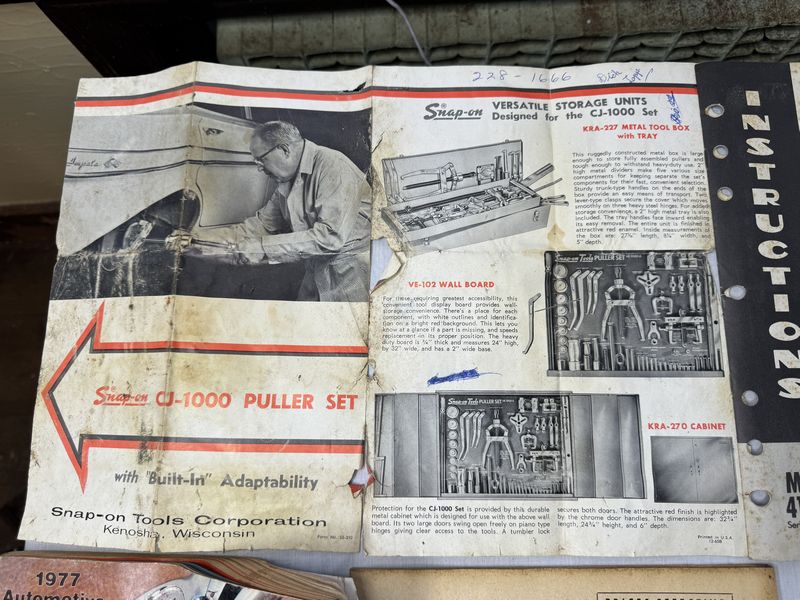 Impala
Snap-on CJ-1000 PULLER SET
with "Built-In" Adaptability
Snap-on Tools Corporation
Kenosha, Wisconsin
228-1666
Snap-on VERSATILE STORAGE UNITS
Designed for the CJ-1000 Set
KRA-227 METAL TOOL BOX
with TRAY
This ruggedly constructed metal box is large
enough to store fully assembled pullers and
tough enough to withstand heavy-duty use. 2"
high metal dividers make five various size
compartments for keeping separate the set's
components for their fast, convenient selection.
Sturdy trunk-type handles on the ends of the
box provide an easy means of transport. Two
lever-type clasps secure the cover which moves
smoothly on three heavy steel hinges. For added
storage convenience, a 2" high metal tray is also
included. The tray handles face inward enabling
its easy removal. The entire unit is finished in
attractive red enamel. Inside measurements of
the box are: length, width, and
5" depth.
VE-102 WALL BOARD
For those requiring greatest accessibility, this
convenient tool display board provides wall-
storage convenience. There's a place for each
component, with white outlines and identifica-
tion on a bright red background. This lets you
know at a glance if a part is missing, and speeds
replacement in its proper position. The heavy
duty board is ¾" thick and measures 24" high,
by 32" wide, and has a 2" wide base.
Snap-on Tools PULLER SET
Snap-on Tools PULLER SET
KRA-270 CABINET
Protection for the CJ-1000 Set is provided by this durable
metal cabinet which is designed for use with the above wall
board. Its two large doors swing open freely on piano type
hinges giving clear access to the tools. A tumbler lock
secures both doors. The attractive red finish is highlighted
by the chrome door handles. The dimensions are: 32¾"
length, 24¾" height, and 6" depth.
Printed in U.S.A.
INSTRUCTIONS
1977
Automotive